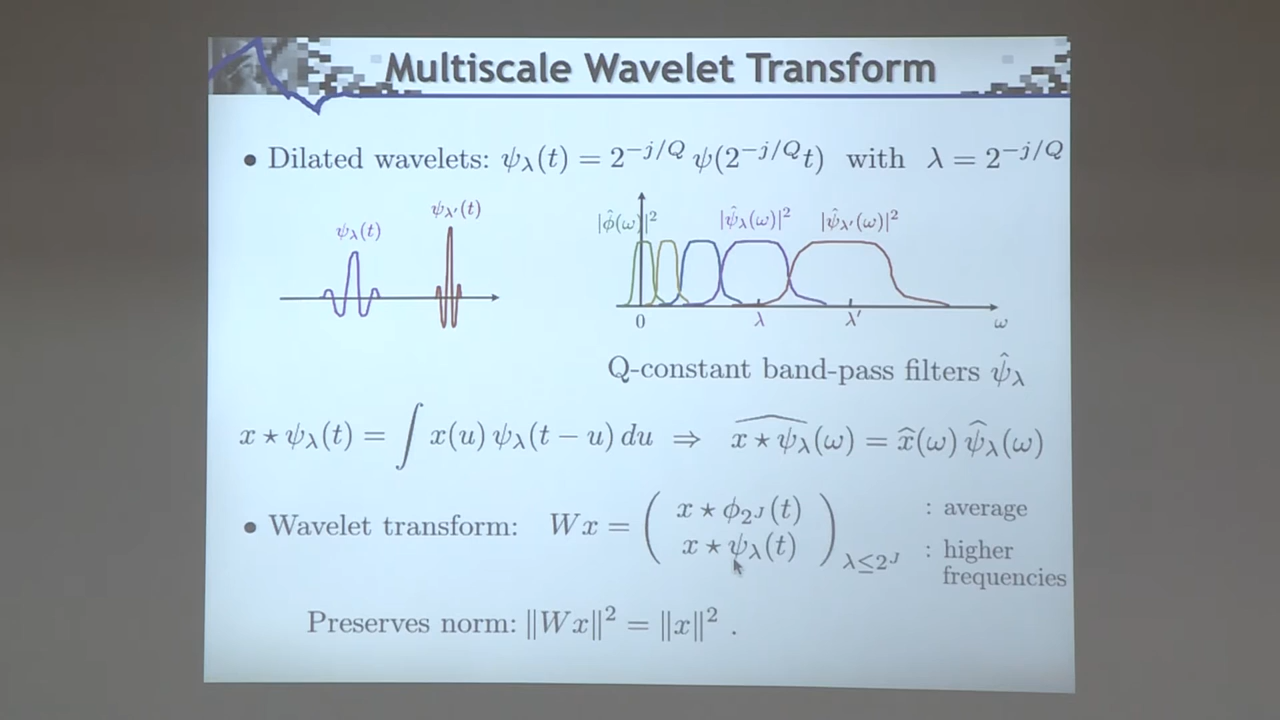 Multiscale Wavelet Transform
• Dilated wavelets: ψ_λ(t) = 2^{-j/Q} ψ(2^{-j/Q}t) with λ = 2^{-j/Q}
ψ_λ(t)
ψ_λ'(t)
|φ̂(ω)|²
|ψ̂_λ(ω)|²
|ψ̂_λ'(ω)|²
0
λ
λ'
ω
Q-constant band-pass filters ψ̂_λ
x ⋆ ψ_λ(t) = ∫ x(u) ψ_λ(t − u) du ⇒ \widehat{x ⋆ ψ_λ}(ω) = x̂(ω) ψ̂_λ(ω)
• Wavelet transform: Wx = ( x ⋆ φ_{2^J}(t) : average
x ⋆ ψ_λ(t) )_{λ≤2^J} : higher
frequencies
Preserves norm: ‖Wx‖² = ‖x‖² .